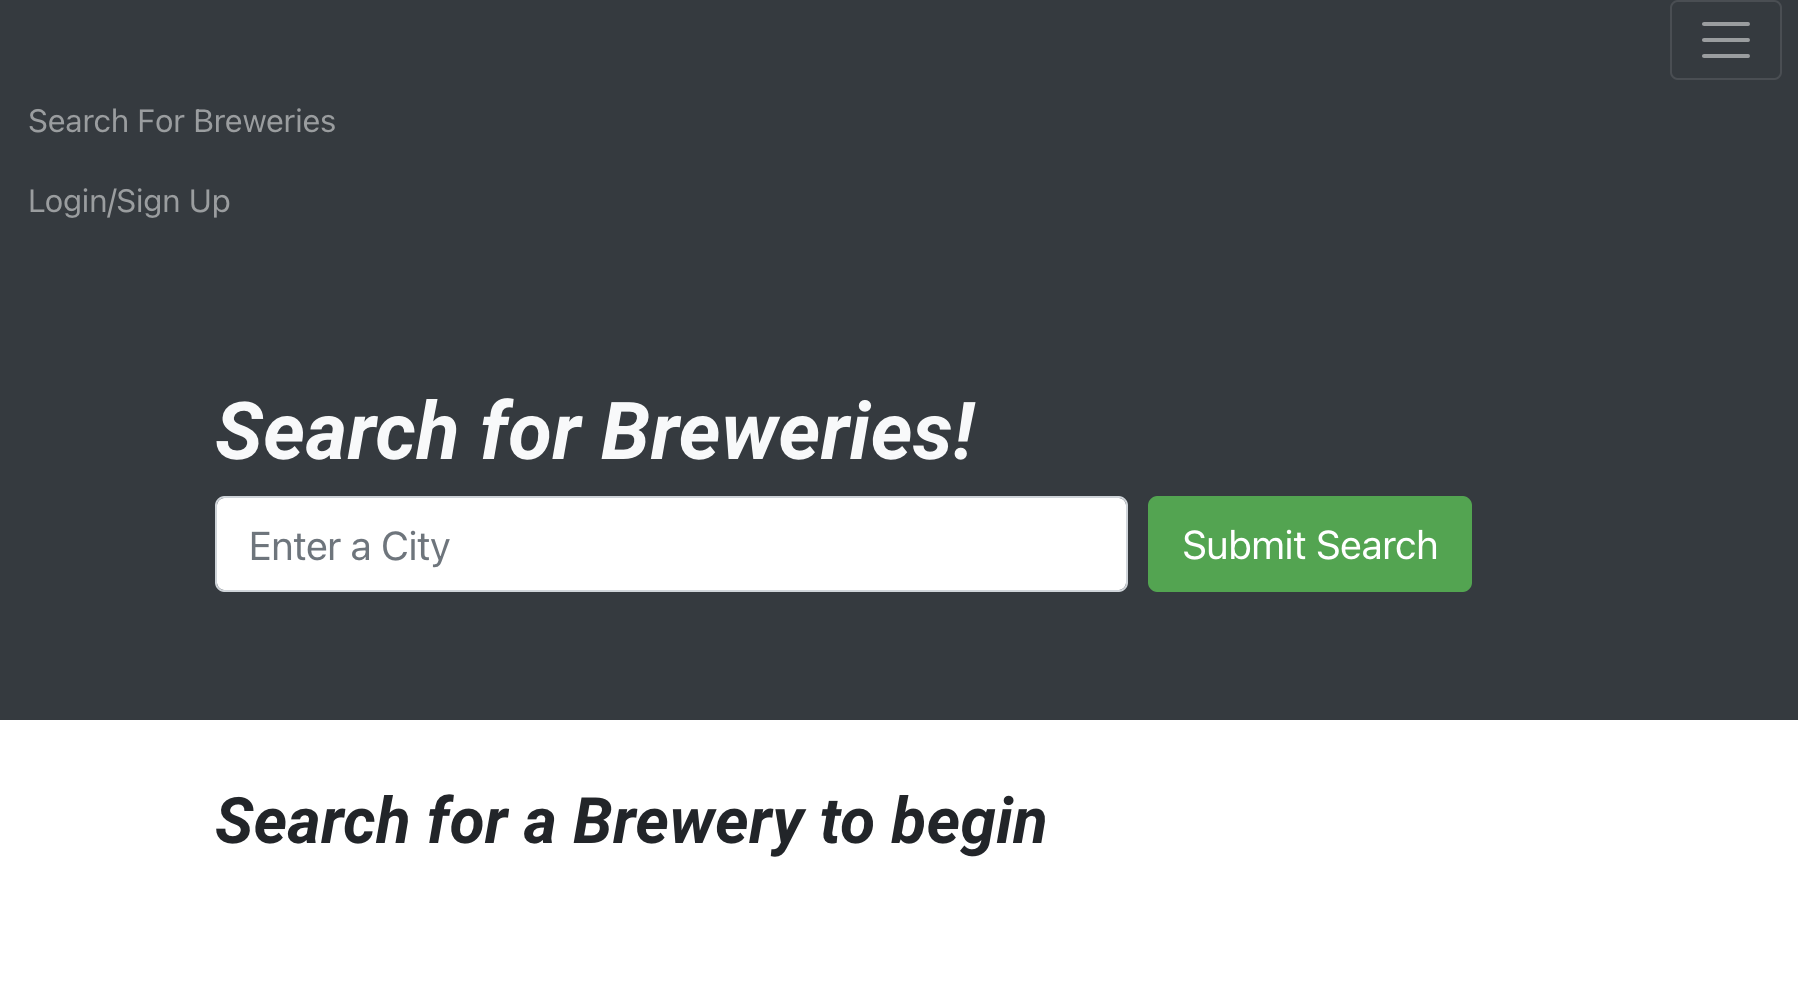 Search For Breweries
Login/Sign Up
Search for Breweries!
Enter a City
Submit Search
Search for a Brewery to begin